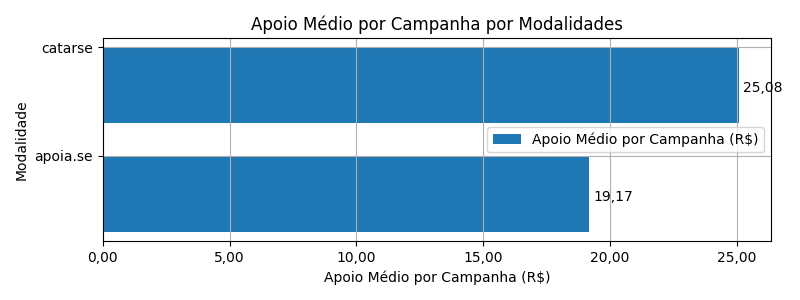 Apoio Médio por Campanha por Modalidades
catarse
25,08
Apoio Médio por Campanha (R$)
Modalidade
apoia.se
19,17
0,00 5,00 10,00 15,00 20,00 25,00
Apoio Médio por Campanha (R$)